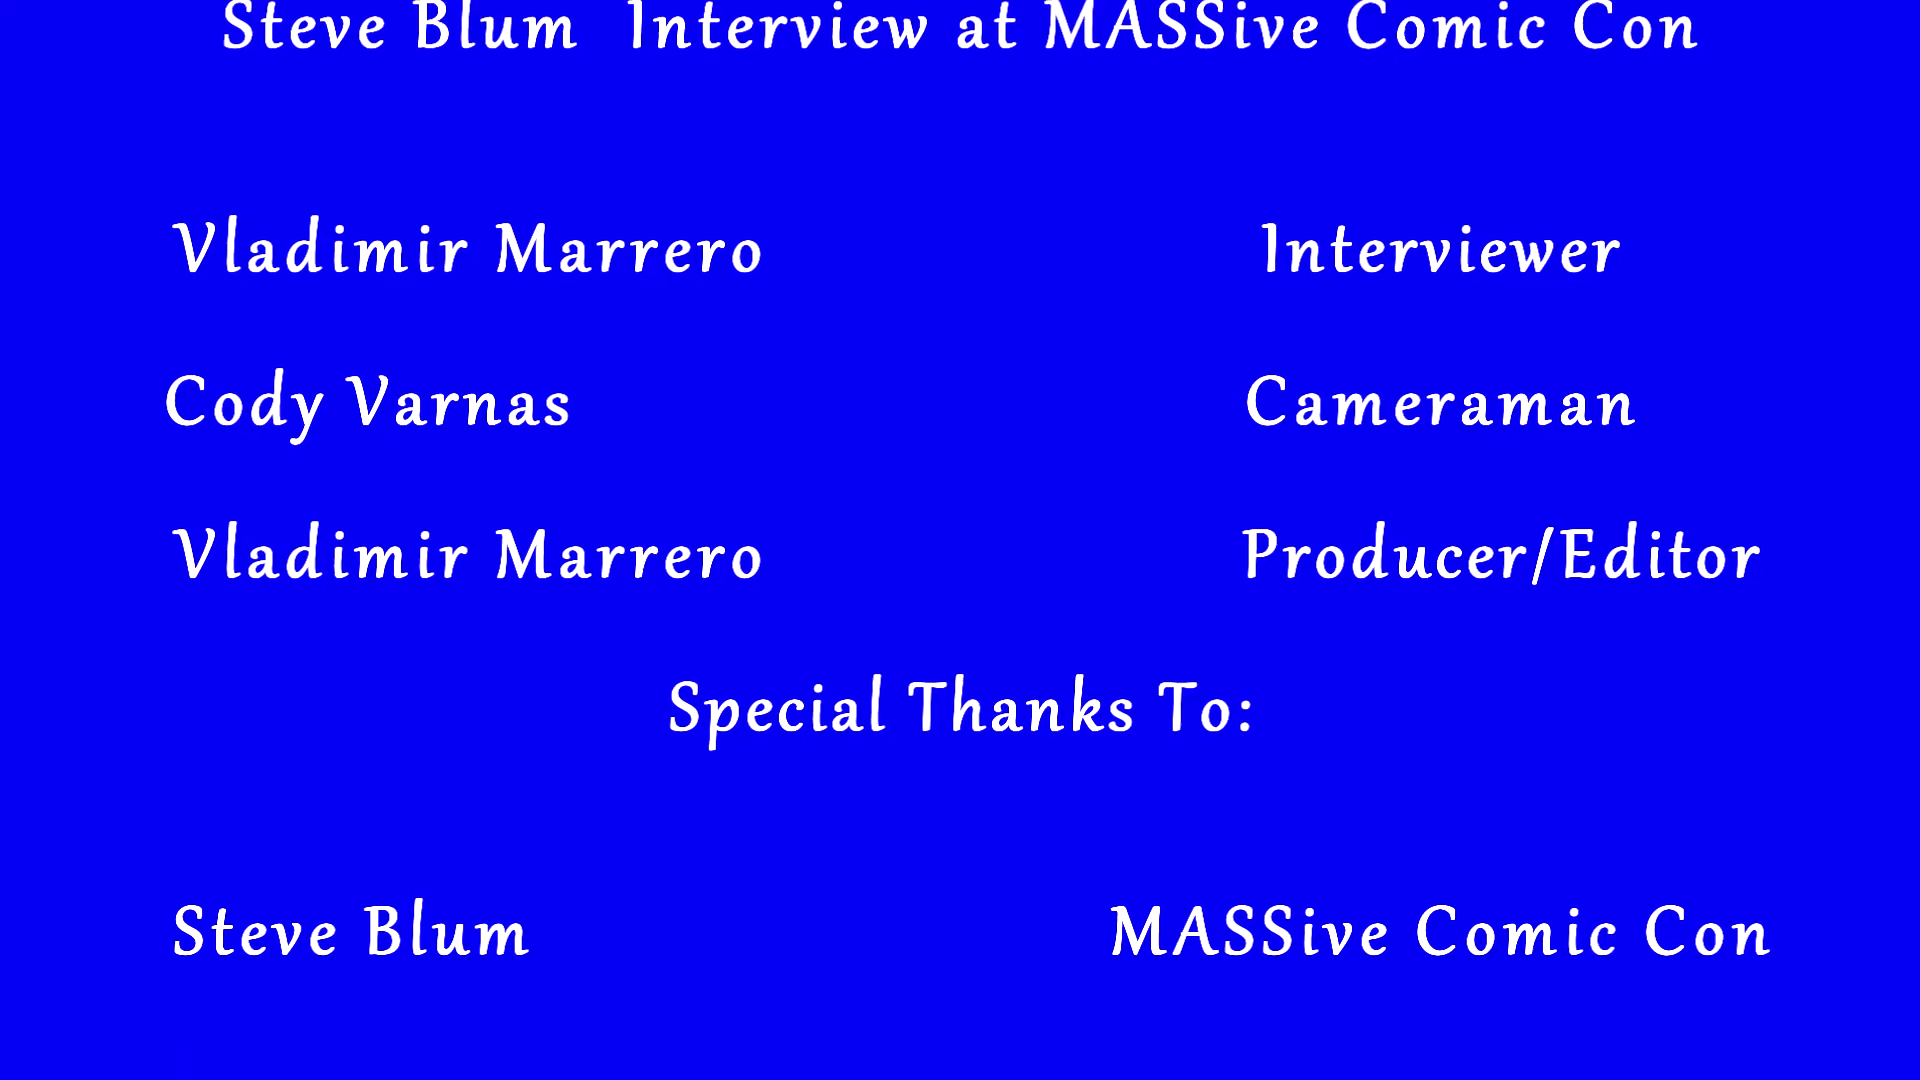 Steve Blum Interview at MASSive Comic Con
Vladimir Marrero Interviewer
Cody Varnas Cameraman
Vladimir Marrero Producer/Editor
Special Thanks To:
Steve Blum MASSive Comic Con